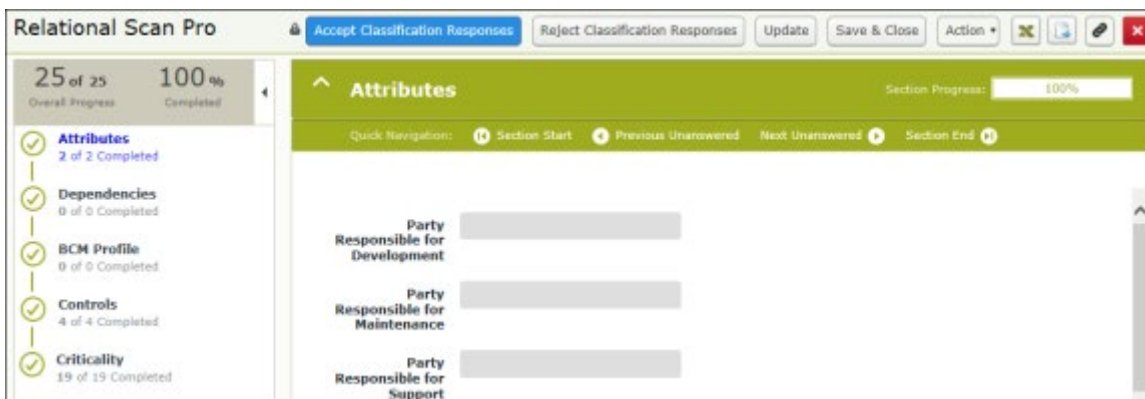 Relational Scan Pro
Accept Classification Responses
Reject Classification Responses
Update
Save & Close
Action
25 of 25
Overall Progress
100 %
Completed
Attributes
2 of 2 Completed
Dependencies
0 of 0 Completed
BCM Profile
0 of 0 Completed
Controls
4 of 4 Completed
Criticality
19 of 19 Completed
Attributes
Section Progress:
100%
Quick Navigation:
Section Start
Previous Unanswered
Next Unanswered
Section End
Party
Responsible for
Development
Party
Responsible for
Maintenance
Party
Responsible for
Support